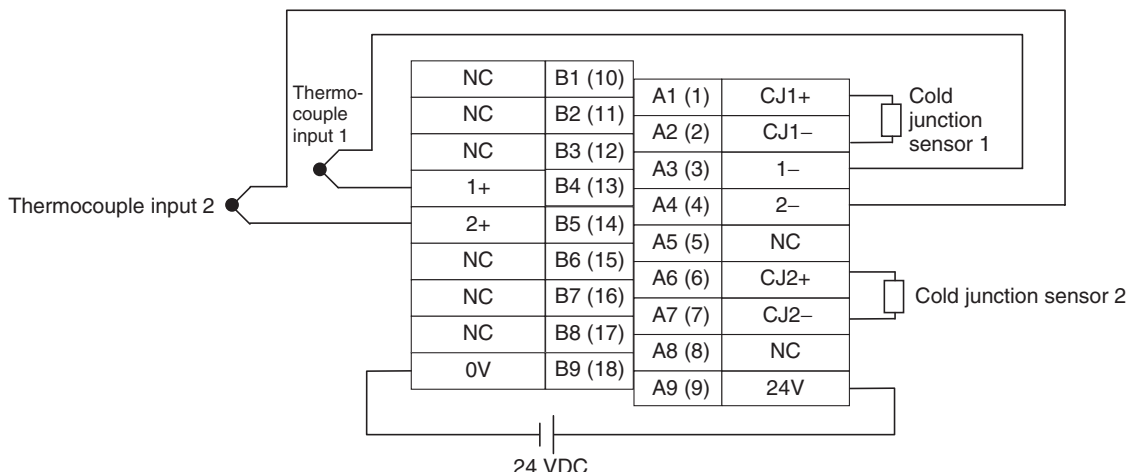 NC B1 (10)
NC B2 (11)
NC B3 (12)
1+ B4 (13)
2+ B5 (14)
NC B6 (15)
NC B7 (16)
NC B8 (17)
0V B9 (18)
A1 (1) CJ1+
A2 (2) CJ1−
A3 (3) 1−
A4 (4) 2−
A5 (5) NC
A6 (6) CJ2+
A7 (7) CJ2−
A8 (8) NC
A9 (9) 24V
Thermo-
couple
input 1
Thermocouple input 2
Cold
junction
sensor 1
Cold junction sensor 2
24 VDC